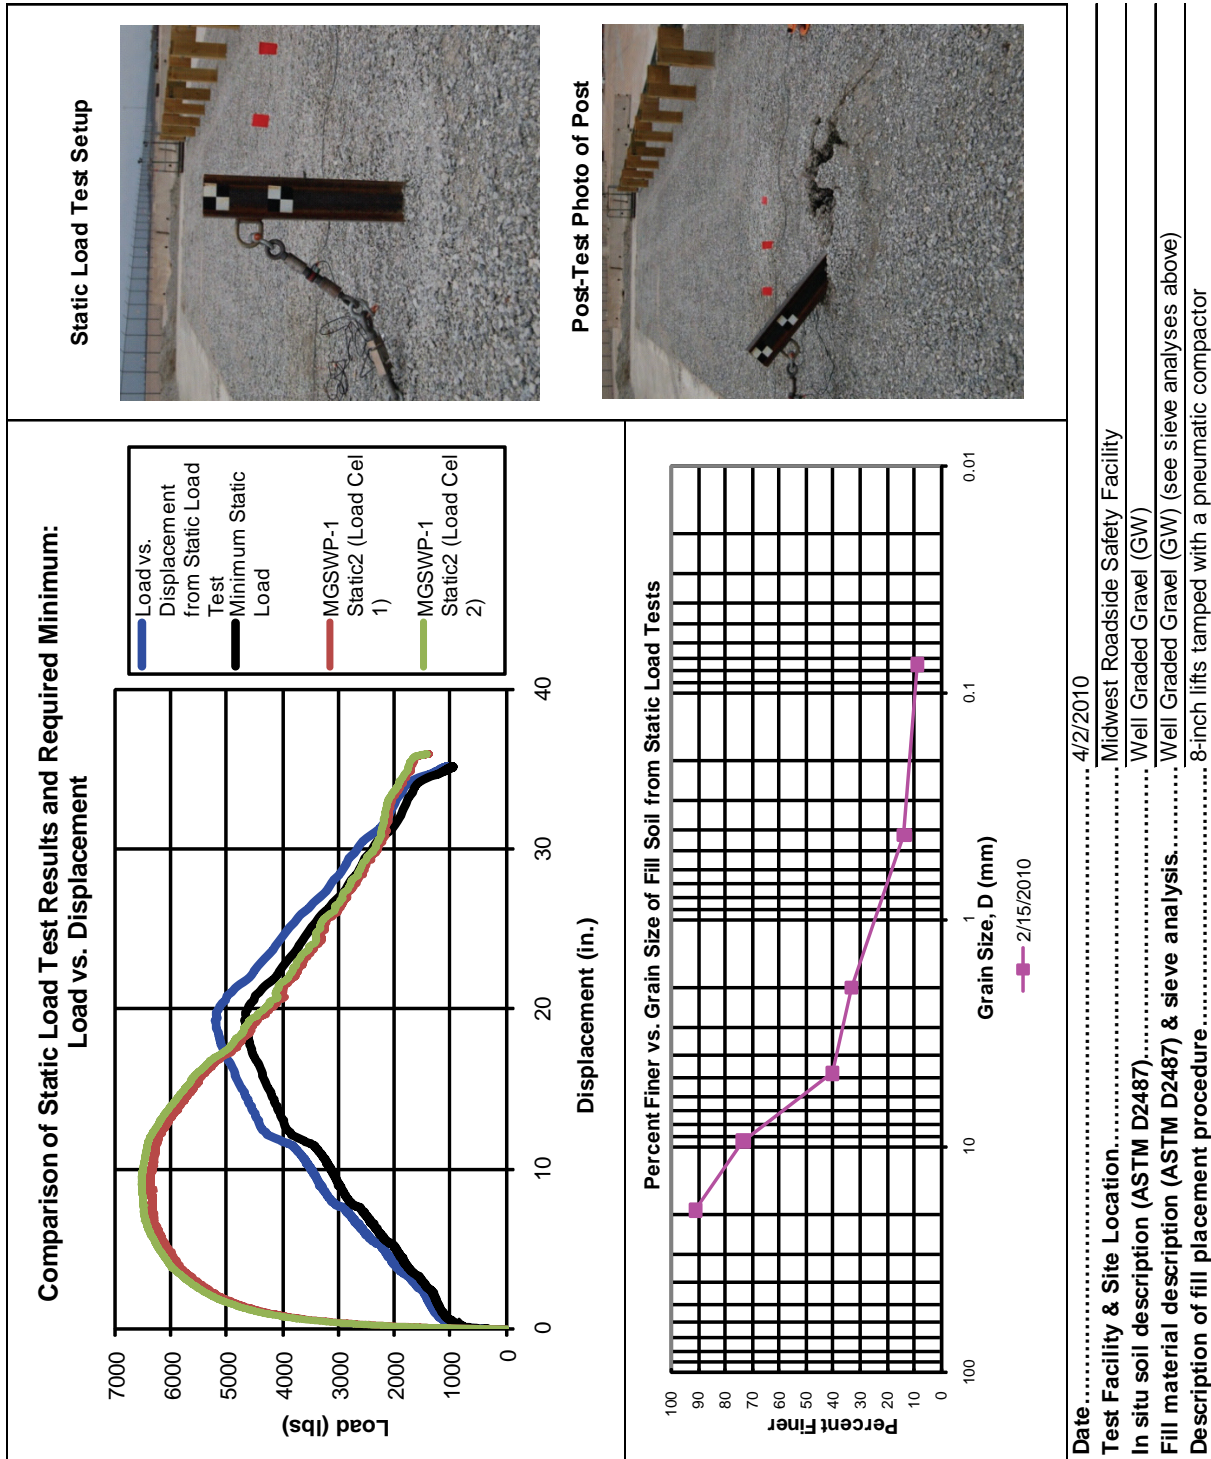 Comparison of Static Load Test Results and Required Minimum:
Load vs. Displacement
7000
6000
5000
4000
3000
2000
1000
0
Load (lbs)
0
10
20
30
40
Displacement (in.)
Load vs.
Displacement
from Static Load
Test
Minimum Static
Load
MGSWP-1
Static2 (Load Cel
1)
MGSWP-1
Static2 (Load Cel
2)
Static Load Test Setup
Percent Finer vs. Grain Size of Fill Soil from Static Load Tests
100
90
80
70
60
50
40
30
20
10
0
Percent Finer
100
10
1
0.1
0.01
Grain Size, D (mm)
2/15/2010
Post-Test Photo of Post
Date........................................................................ 4/2/2010
Test Facility & Site Location................................................ Midwest Roadside Safety Facility
In situ soil description (ASTM D2487)........................................ Well Graded Gravel (GW)
Fill material description (ASTM D2487) & sieve analysis........... Well Graded Gravel (GW) (see sieve analyses above)
Description of fill placement procedure.................................. 8-inch lifts tamped with a pneumatic compactor